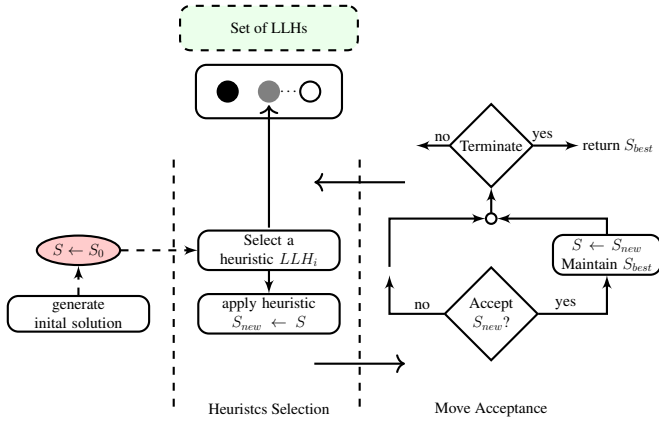 Set of LLHs
...
no
Terminate
yes
return S_best
S ← S_0
Select a
heuristic LLH_i
S ← S_new
Maintain S_best
generate
inital solution
apply heuristic
S_new ← S
no
Accept
S_new?
yes
Heuristcs Selection
Move Acceptance